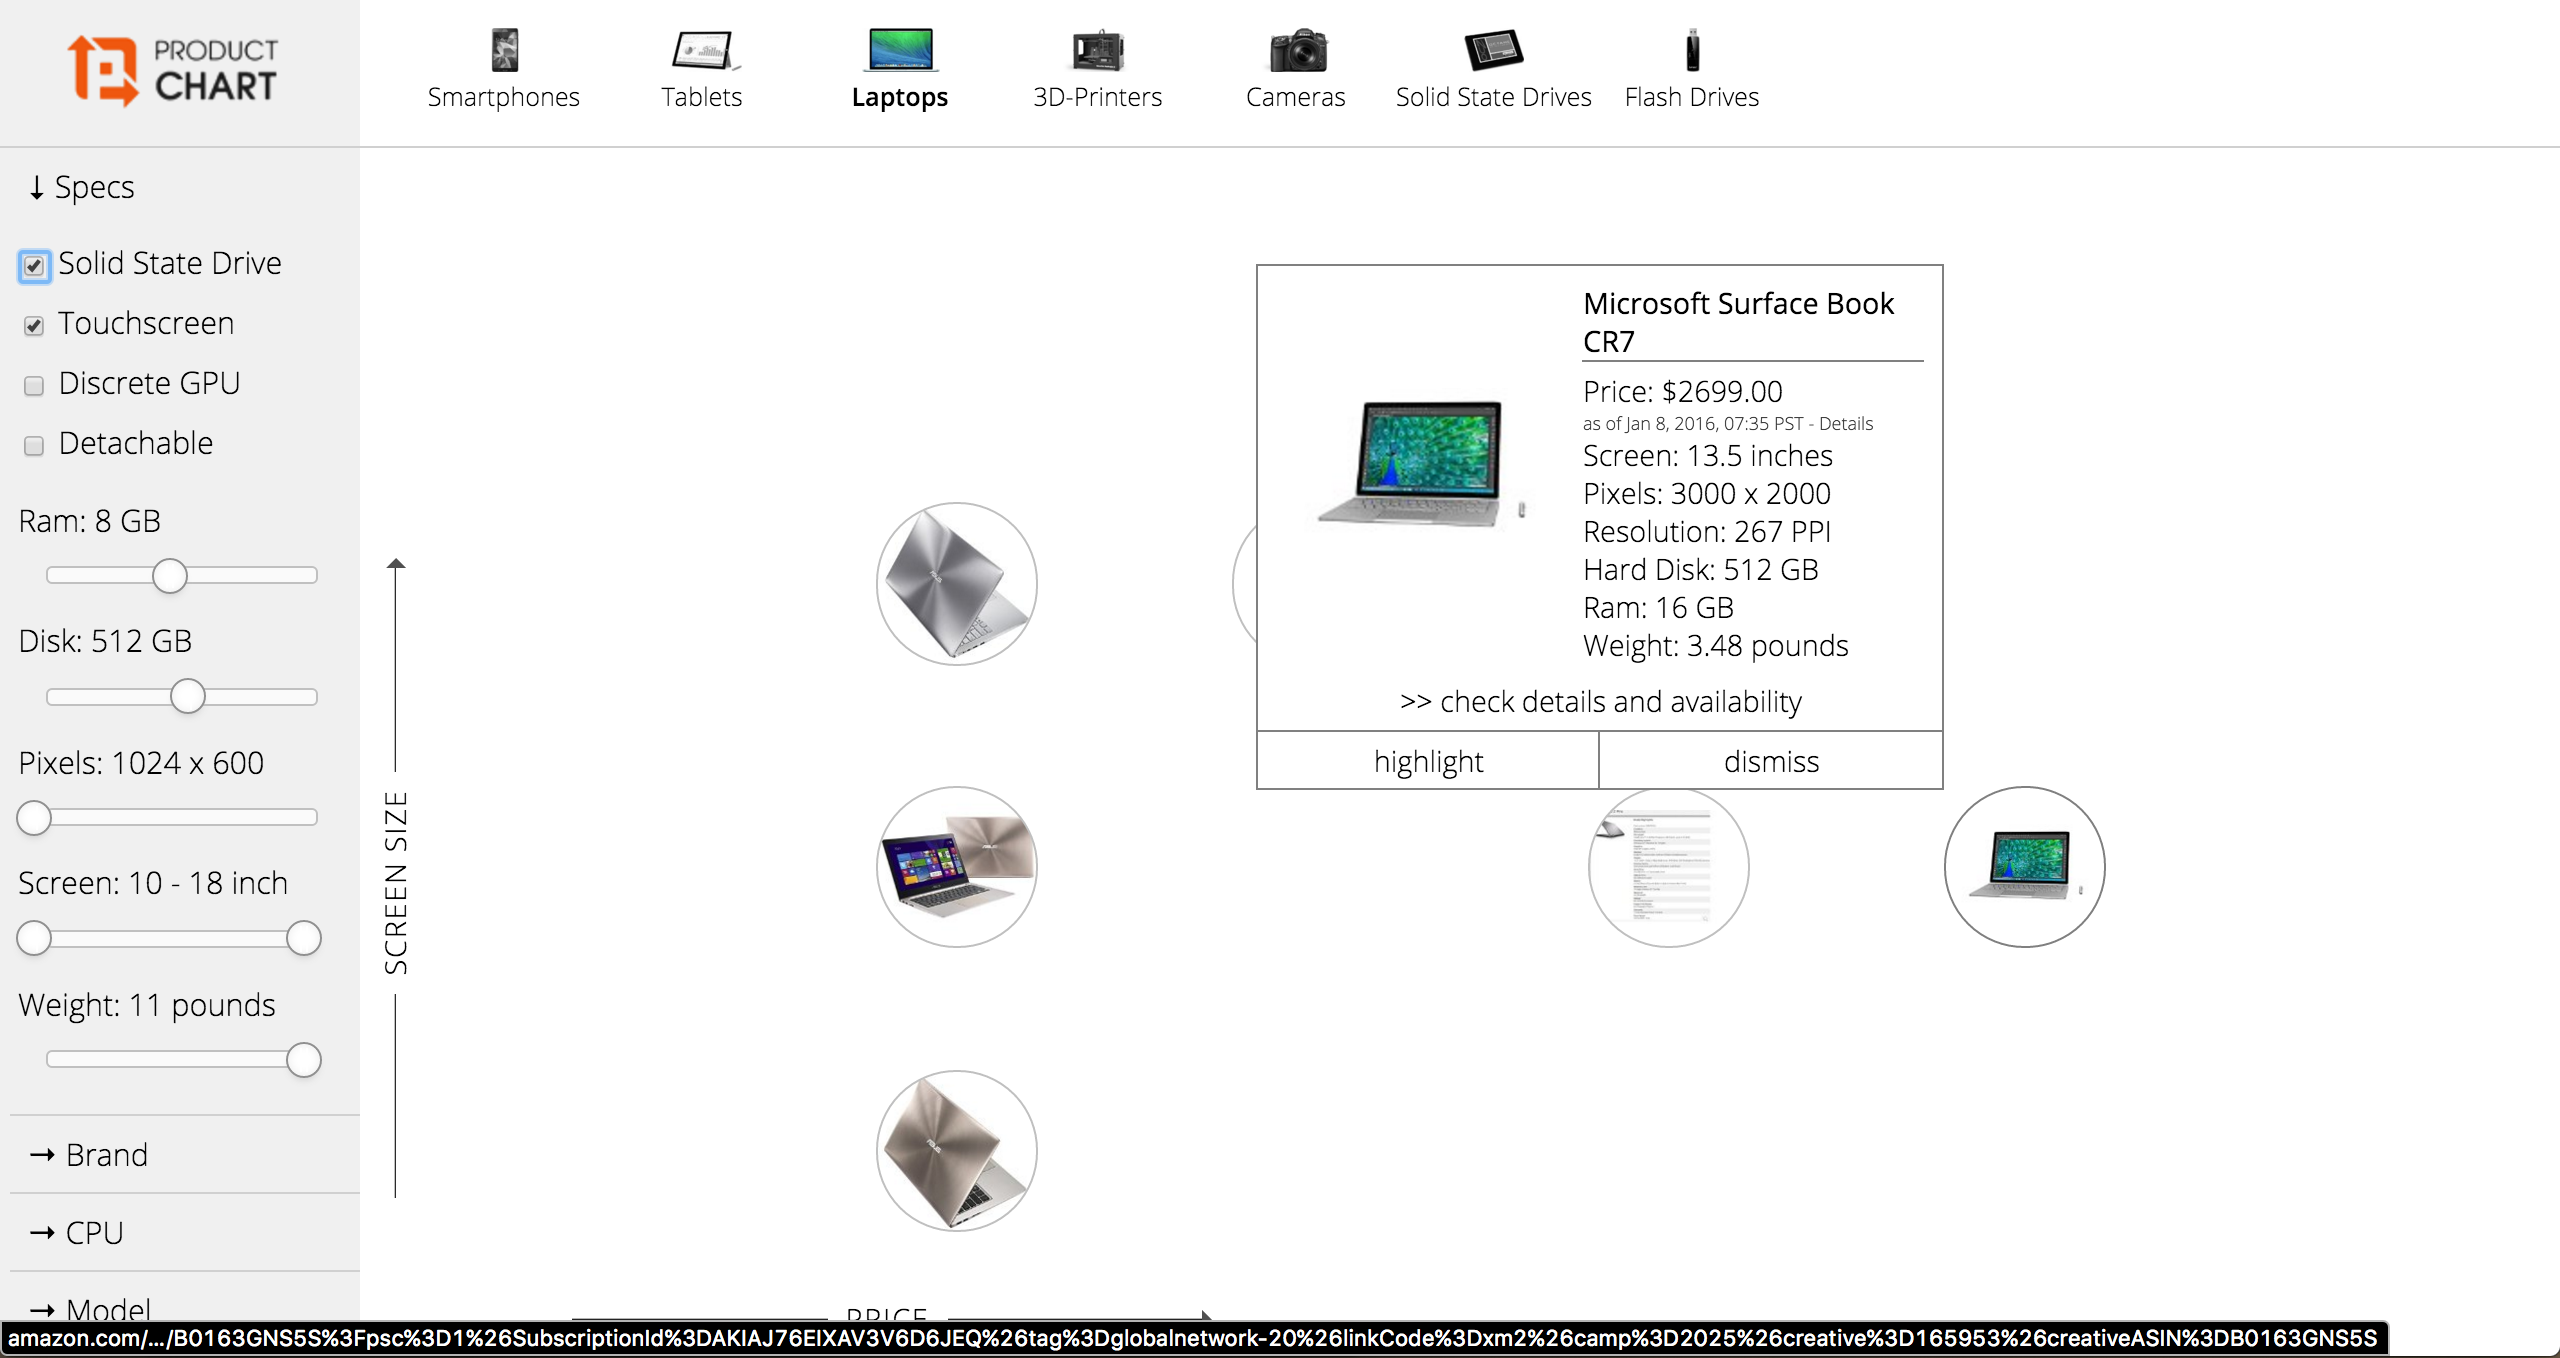 PRODUCT
CHART
Smartphones
Tablets
Laptops
3D-Printers
Cameras
Solid State Drives
Flash Drives
↓ Specs
Solid State Drive
Touchscreen
Discrete GPU
Detachable
Ram: 8 GB
Disk: 512 GB
Pixels: 1024 x 600
Screen: 10 - 18 inch
Weight: 11 pounds
→ Brand
→ CPU
→ Model
SCREEN SIZE
Microsoft Surface Book
CR7
Price: $2699.00
as of Jan 8, 2016, 07:35 PST - Details
Screen: 13.5 inches
Pixels: 3000 x 2000
Resolution: 267 PPI
Hard Disk: 512 GB
Ram: 16 GB
Weight: 3.48 pounds
>> check details and availability
highlight
dismiss
PRICE
amazon.com/.../B0163GNS5S%3Fpsc%3D1%26SubscriptionId%3DAKIAJ76EIXAV3V6D6JEQ%26tag%3Dglobalnetwork-20%26linkCode%3Dxm2%26camp%3D2025%26creative%3D165953%26creativeASIN%3DB0163GNS5S